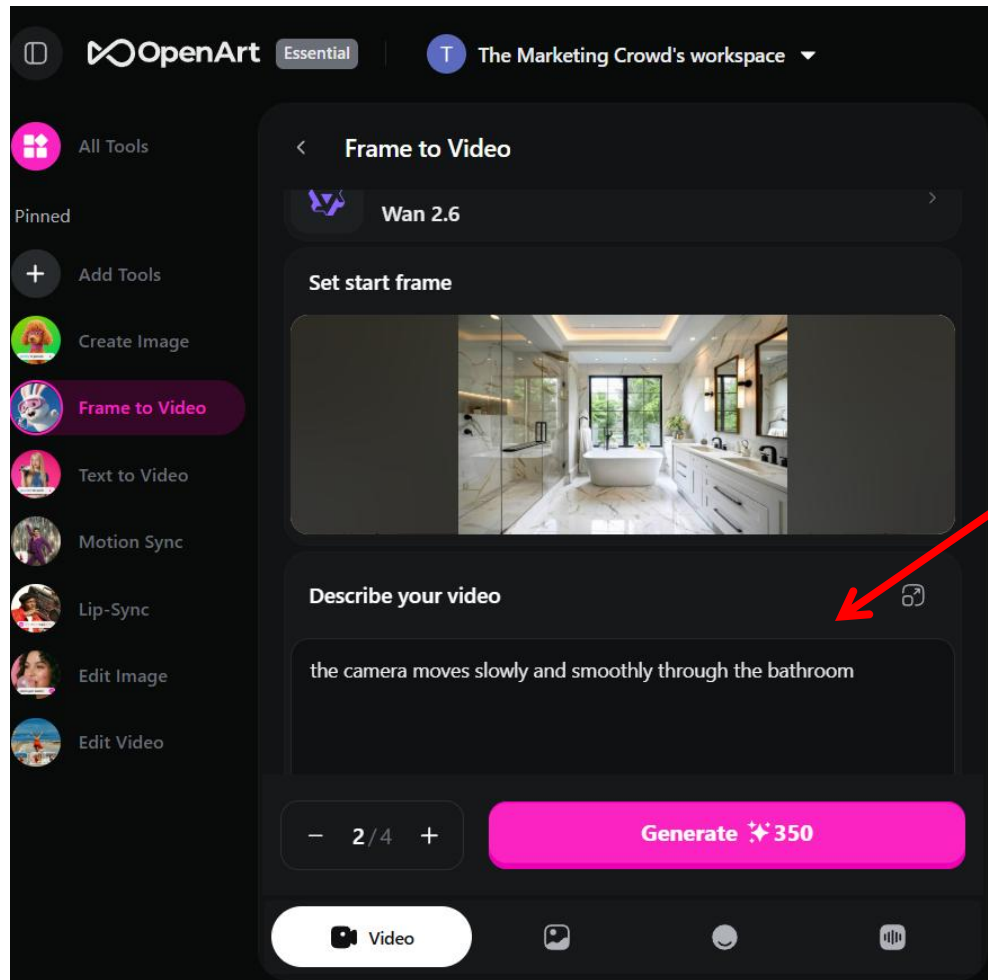 OpenArt Essential T The Marketing Crowd's workspace
All Tools
Frame to Video
Pinned
Wan 2.6
Add Tools
Set start frame
Create Image
Frame to Video
Text to Video
Motion Sync
Lip-Sync
Describe your video
Edit Image
the camera moves slowly and smoothly through the bathroom
Edit Video
− 2/4 + Generate 350
Video